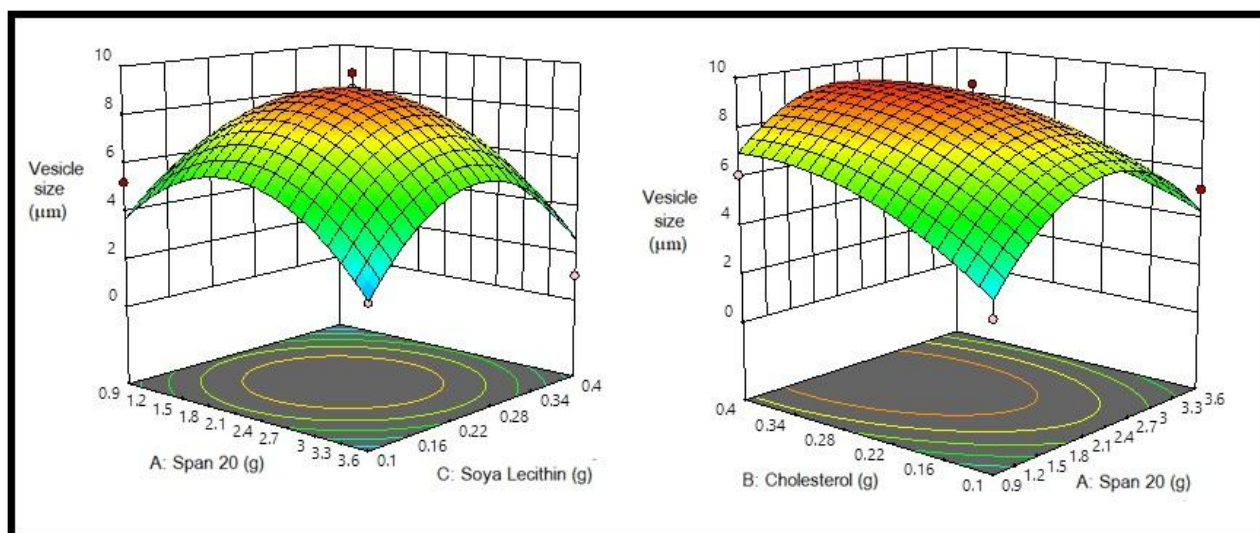 10
8
6
4
2
0
Vesicle
size
(µm)
0.9 1.2 1.5 1.8 2.1 2.4 2.7 3 3.3 3.6
A: Span 20 (g)
0.1 0.16 0.22 0.28 0.34 0.4
C: Soya Lecithin (g)
10
8
6
4
2
0
Vesicle
size
(µm)
0.4 0.34 0.28 0.22 0.16 0.1
B: Cholesterol (g)
0.9 1.2 1.5 1.8 2.1 2.4 2.7 3 3.3 3.6
A: Span 20 (g)